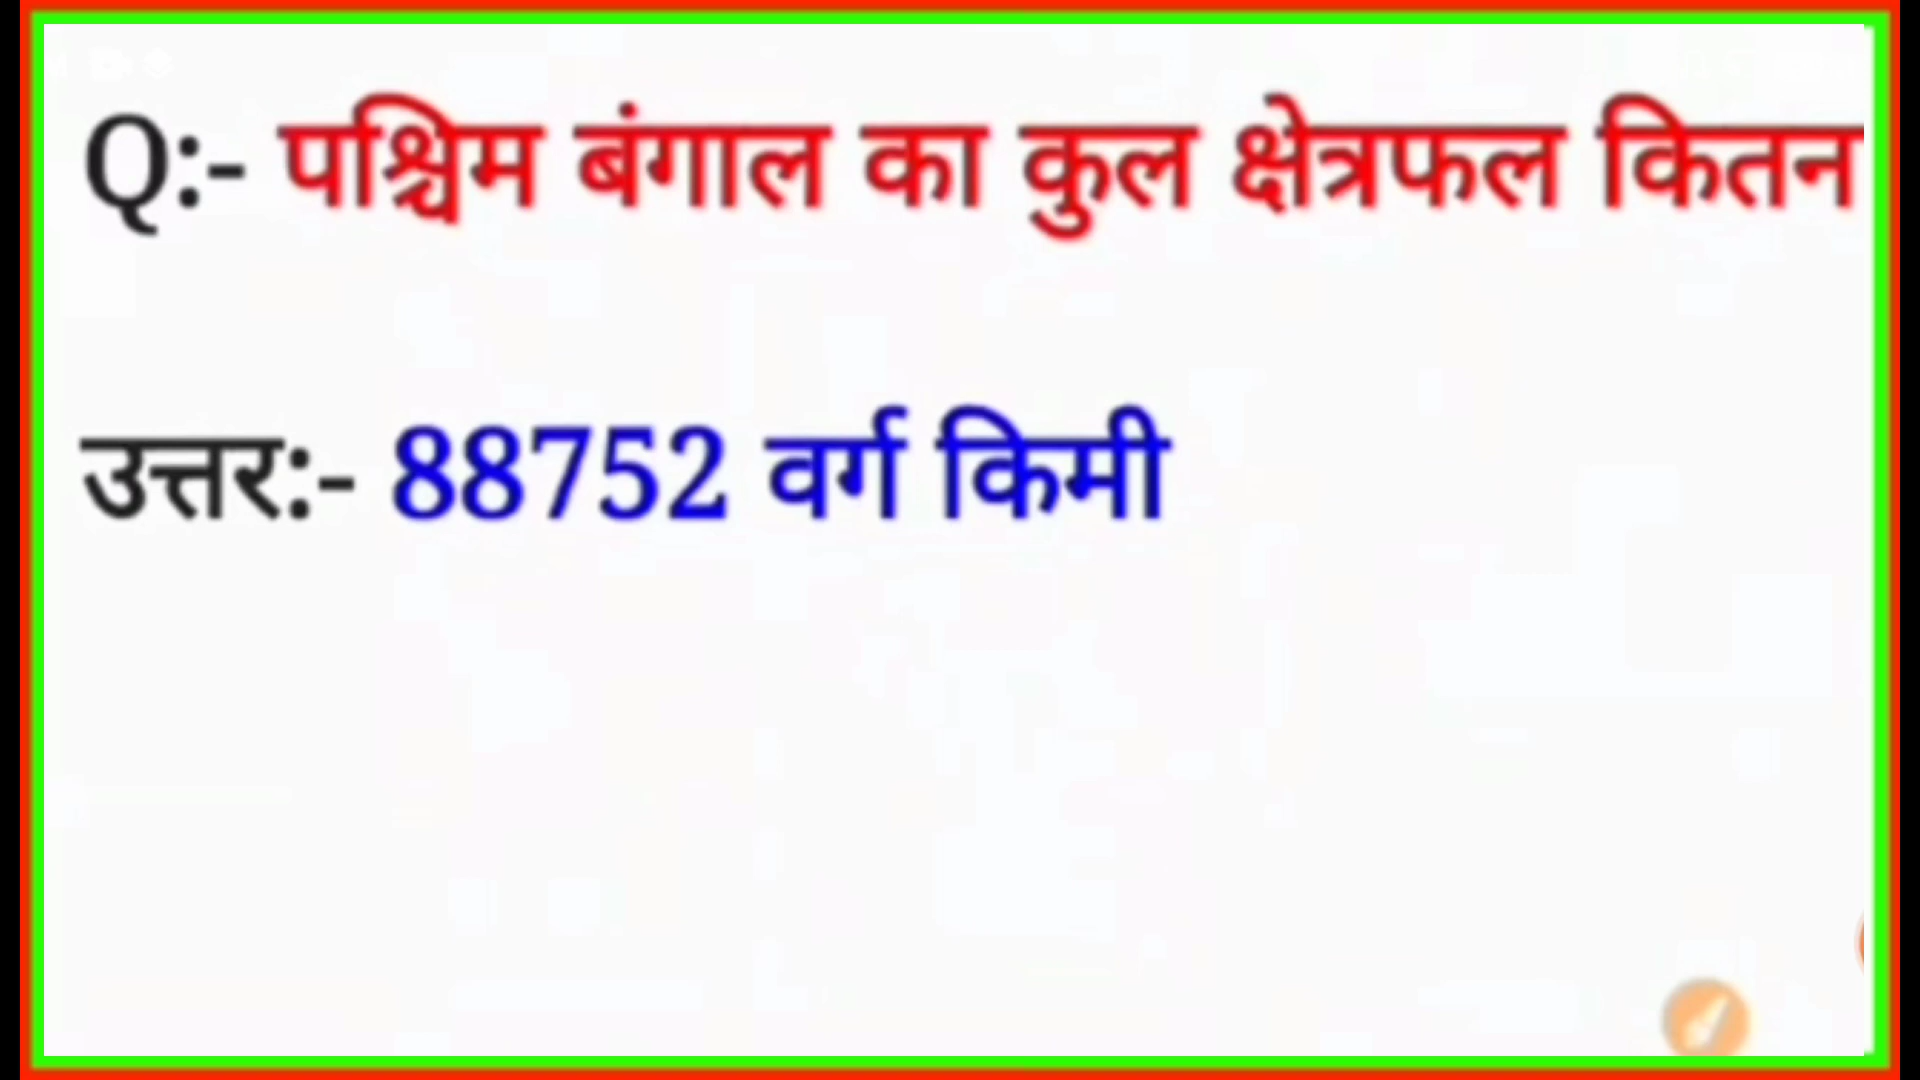 Q:- पश्चिम बंगाल का कुल क्षेत्रफल कितन
उत्तर:- 88752 वर्ग किमी